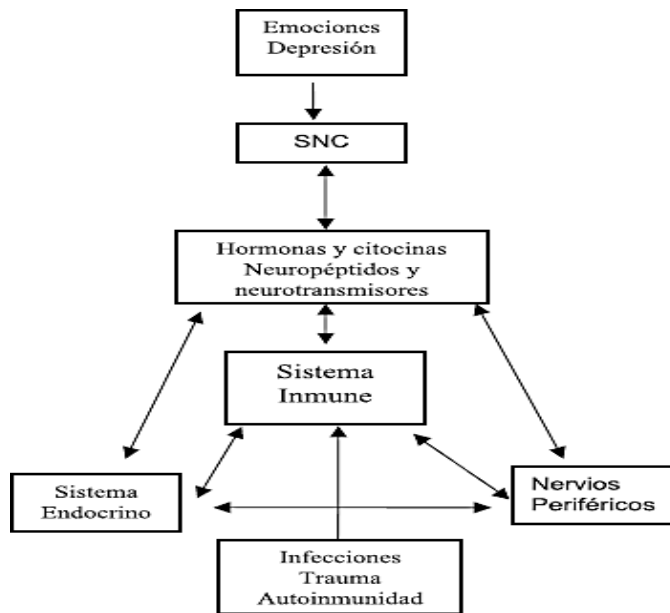 Emociones
Depresión
SNC
Hormonas y citocinas
Neuropéptidos y
neurotransmisores
Sistema
Inmune
Sistema
Endocrino
Nervios
Periféricos
Infecciones
Trauma
Autoinmunidad